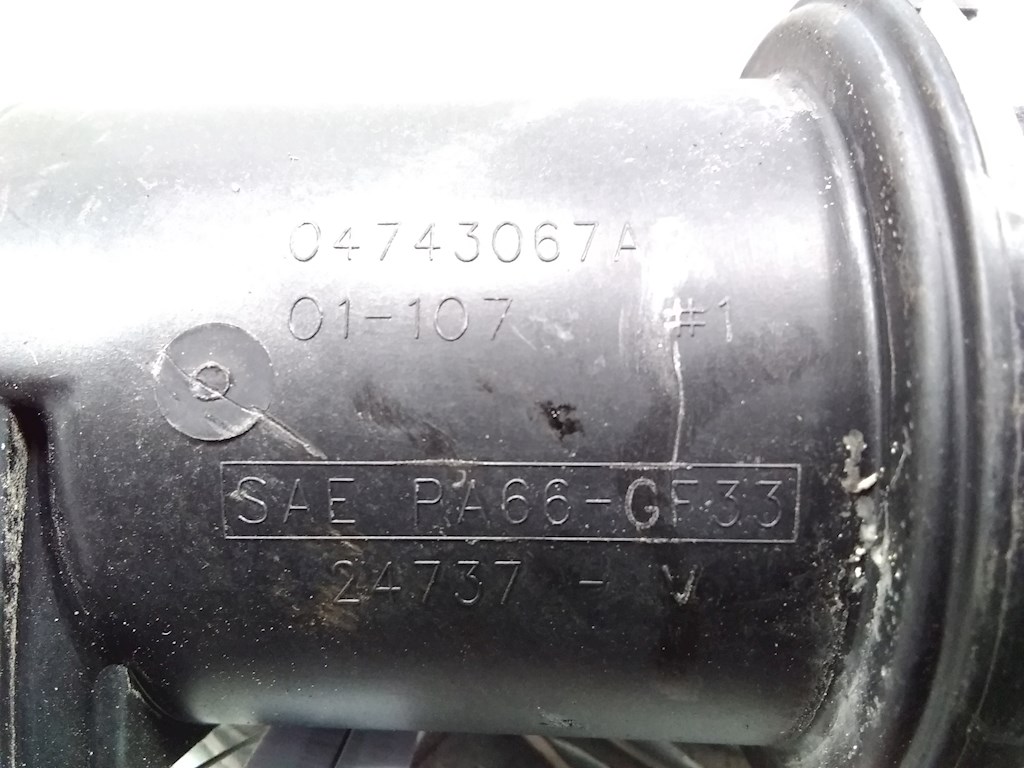 04743067A
01-107 #1
SAE PA66-GF33
24737 - V